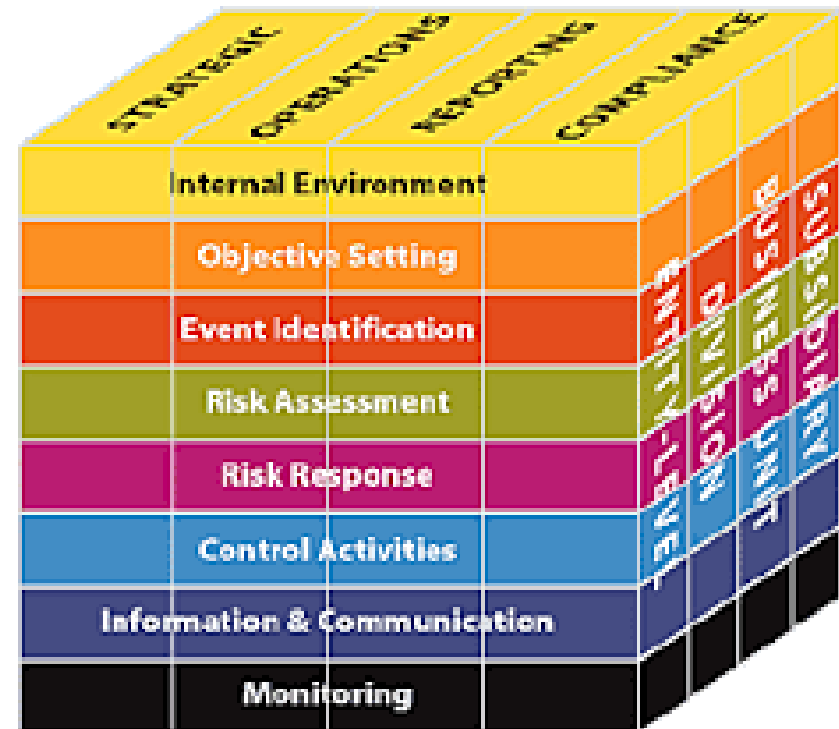 STRATEGIC
OPERATIONS
REPORTING
COMPLIANCE
Internal Environment
Objective Setting
Event Identification
Risk Assessment
Risk Response
Control Activities
Information & Communication
Monitoring
ENTITY-LEVEL
DIVISION
BUSINESS UNIT
SUBSIDIARY